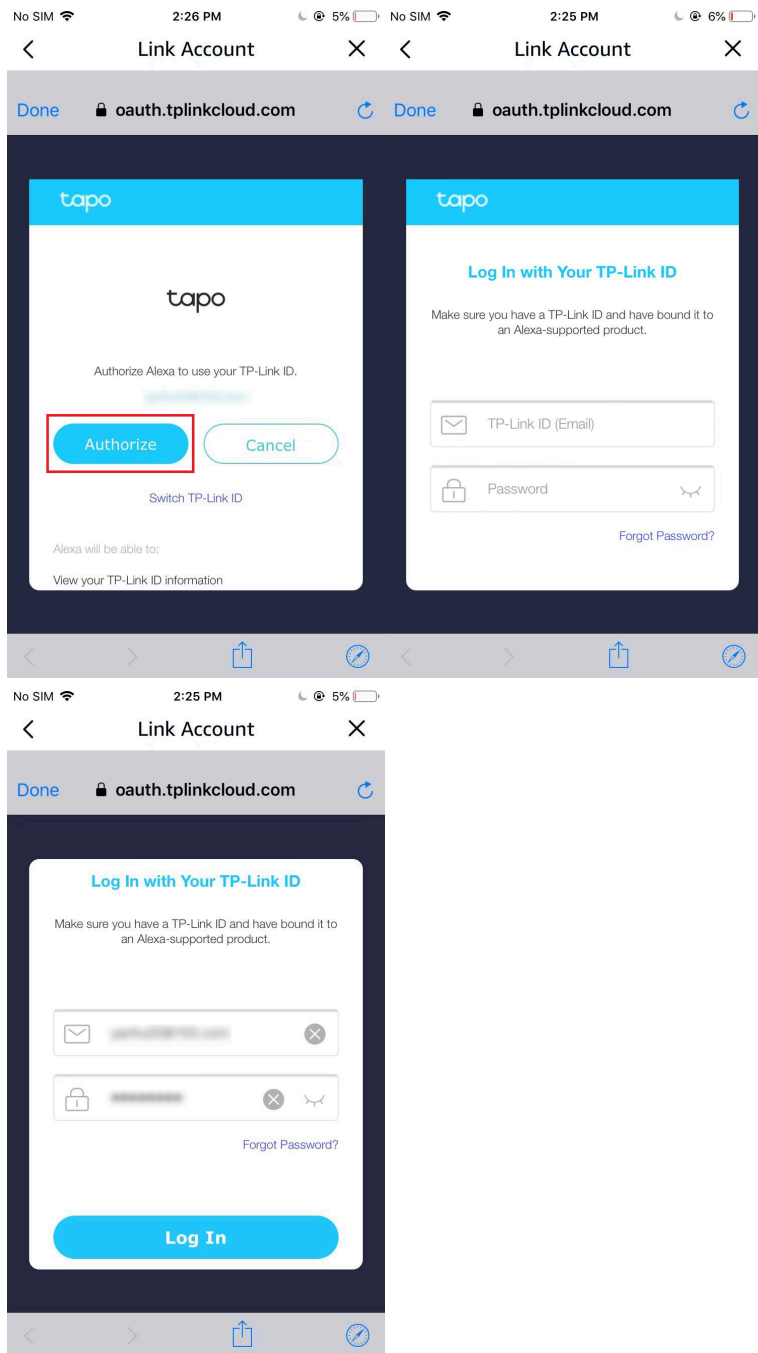 No SIM 2:26 PM 5%
Link Account
Done oauth.tplinkcloud.com
tapo
tapo
Authorize Alexa to use your TP-Link ID.
Authorize Cancel
Switch TP-Link ID
Alexa will be able to:
View your TP-Link ID information
No SIM 2:25 PM 6%
Link Account
Done oauth.tplinkcloud.com
tapo
Log In with Your TP-Link ID
Make sure you have a TP-Link ID and have bound it to
an Alexa-supported product.
TP-Link ID (Email)
Password
Forgot Password?
No SIM 2:25 PM 5%
Link Account
Done oauth.tplinkcloud.com
Log In with Your TP-Link ID
Make sure you have a TP-Link ID and have bound it to
an Alexa-supported product.
Forgot Password?
Log In